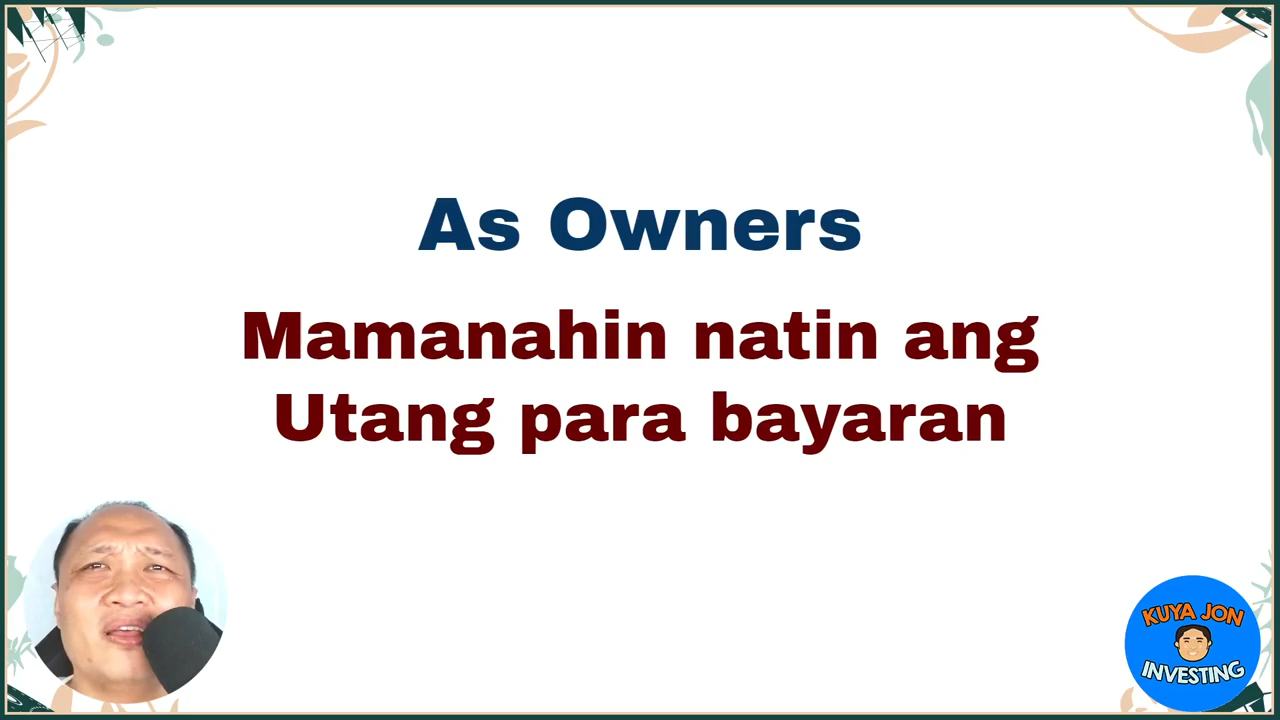 As Owners
Mamanahin natin ang
Utang para bayaran
KUYA JON
INVESTING